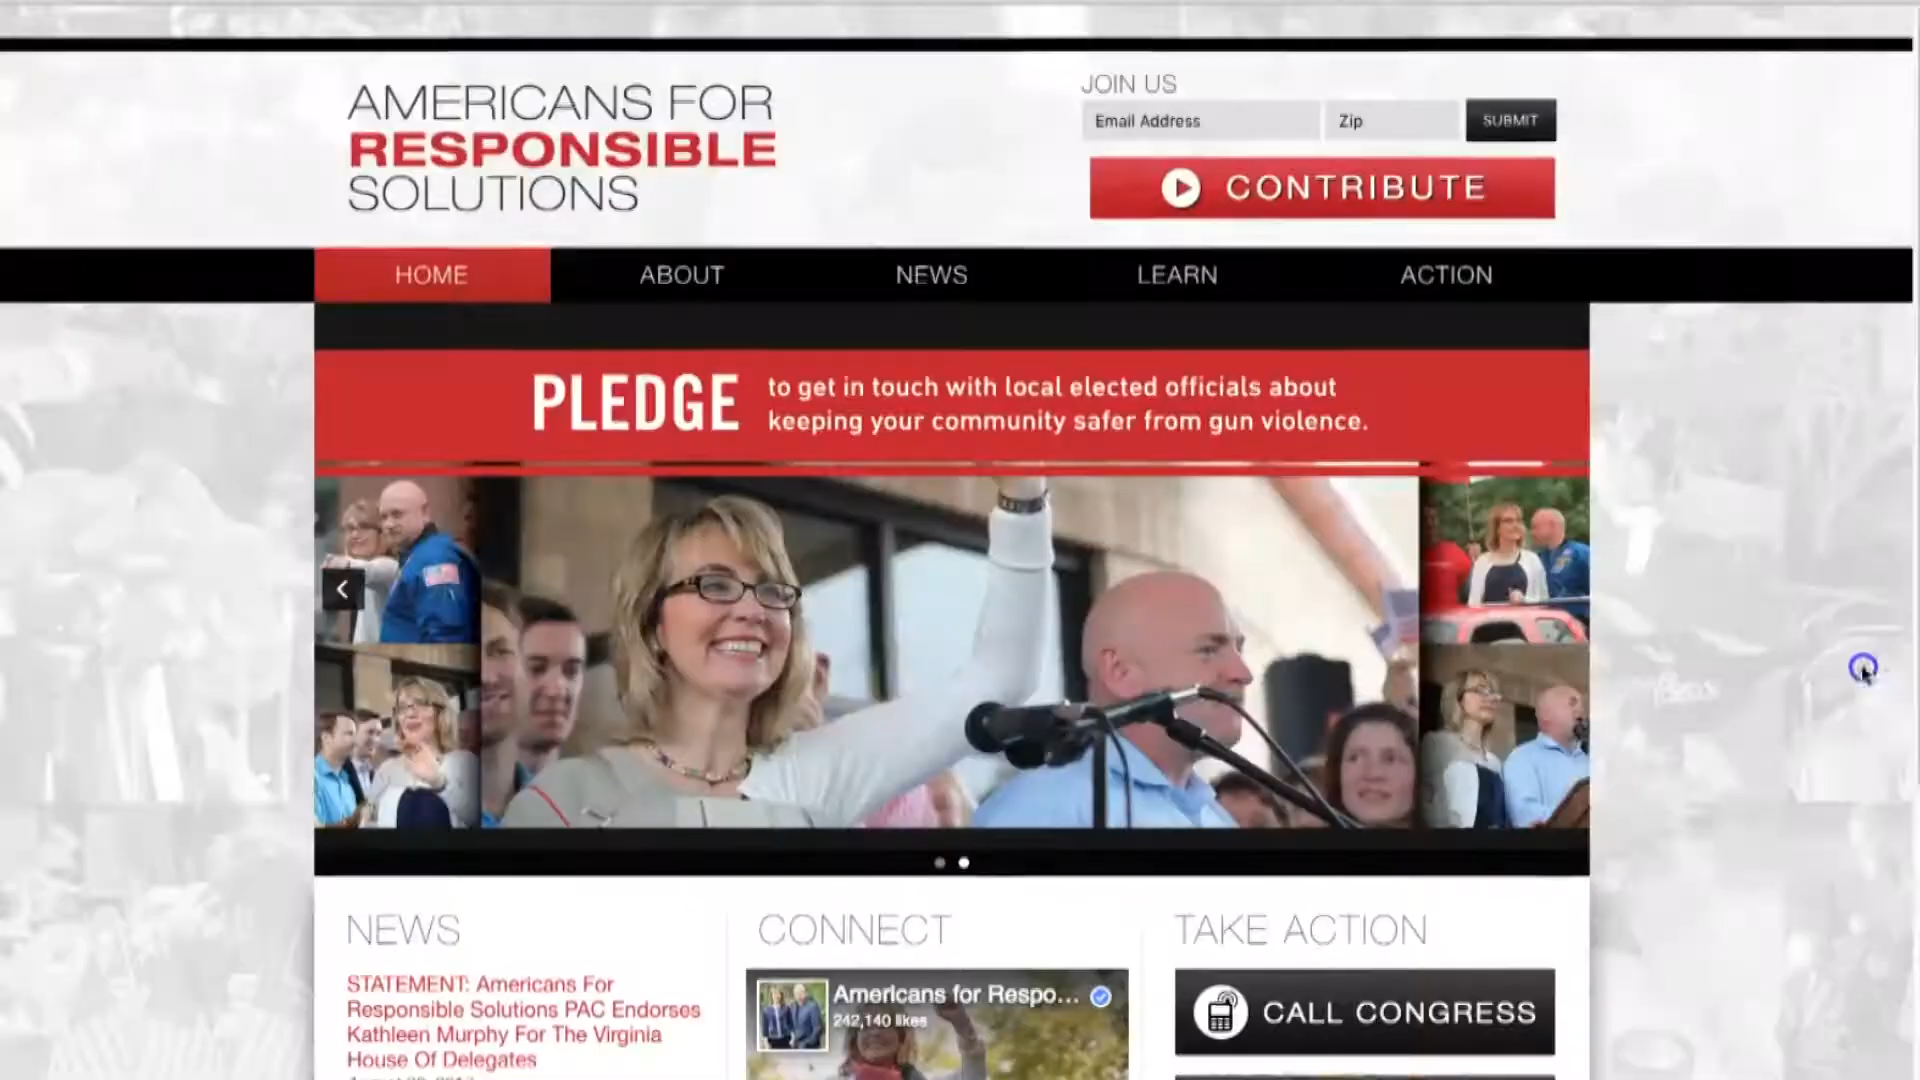 AMERICANS FOR
RESPONSIBLE
SOLUTIONS
JOIN US
Email Address
Zip
SUBMIT
CONTRIBUTE
HOME
ABOUT
NEWS
LEARN
ACTION
PLEDGE
to get in touch with local elected officials about
keeping your community safer from gun violence.
NEWS
STATEMENT: Americans For
Responsible Solutions PAC Endorses
Kathleen Murphy For The Virginia
House Of Delegates
CONNECT
Americans for Respo...
242,140 likes
TAKE ACTION
CALL CONGRESS